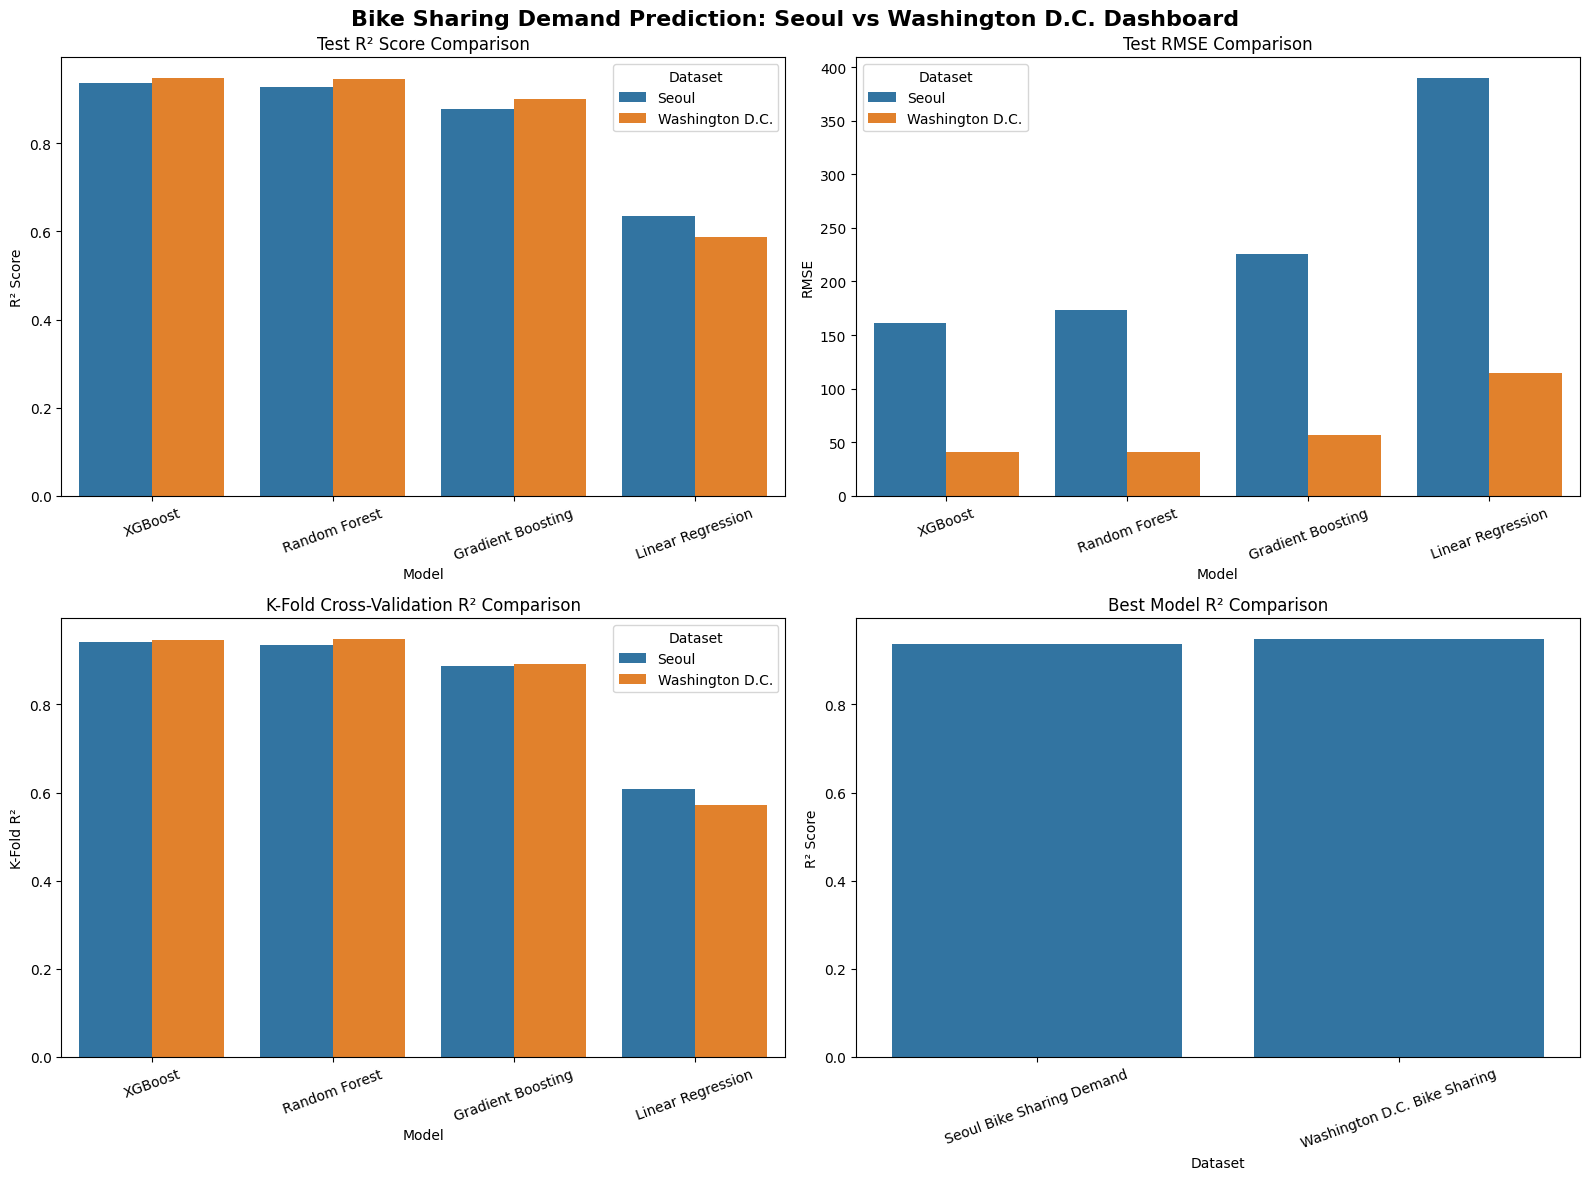 Bike Sharing Demand Prediction: Seoul vs Washington D.C. Dashboard
Test R² Score Comparison
R² Score
0.8
0.6
0.4
0.2
0.0
Dataset
Seoul
Washington D.C.
XGBoost
Random Forest
Gradient Boosting
Linear Regression
Model
Test RMSE Comparison
RMSE
400
350
300
250
200
150
100
50
0
Dataset
Seoul
Washington D.C.
XGBoost
Random Forest
Gradient Boosting
Linear Regression
Model
K-Fold Cross-Validation R² Comparison
K-Fold R²
0.8
0.6
0.4
0.2
0.0
Dataset
Seoul
Washington D.C.
XGBoost
Random Forest
Gradient Boosting
Linear Regression
Model
Best Model R² Comparison
R² Score
0.8
0.6
0.4
0.2
0.0
Seoul Bike Sharing Demand
Washington D.C. Bike Sharing
Dataset